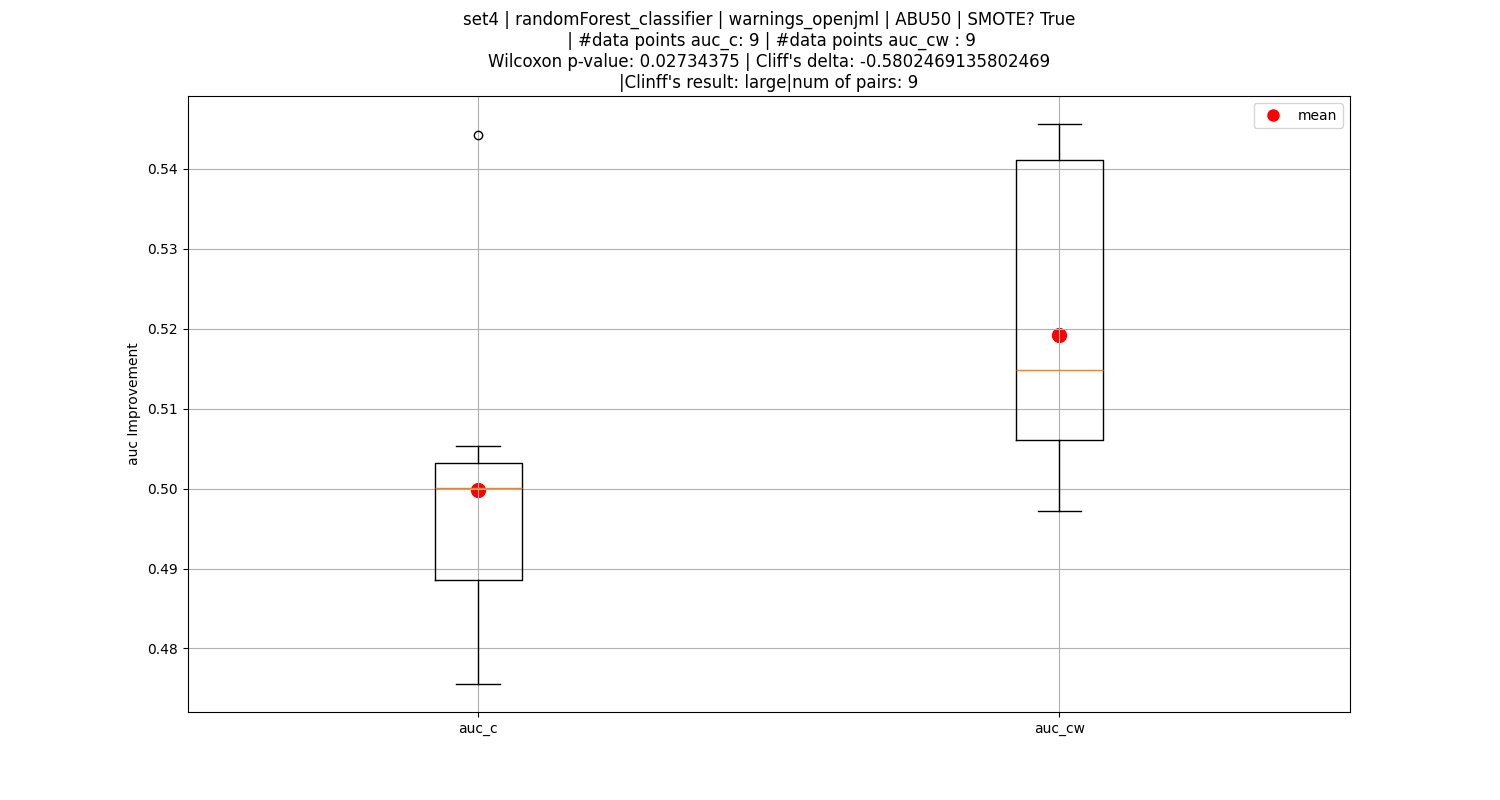 set4 | randomForest_classifier | warnings_openjml | ABU50 | SMOTE? True
| #data points auc_c: 9 | #data points auc_cw : 9
Wilcoxon p-value: 0.02734375 | Cliff's delta: -0.5802469135802469
|Clinff's result: large|num of pairs: 9
mean
0.54
0.53
0.52
0.51
0.50
0.49
0.48
auc Improvement
auc_c
auc_cw